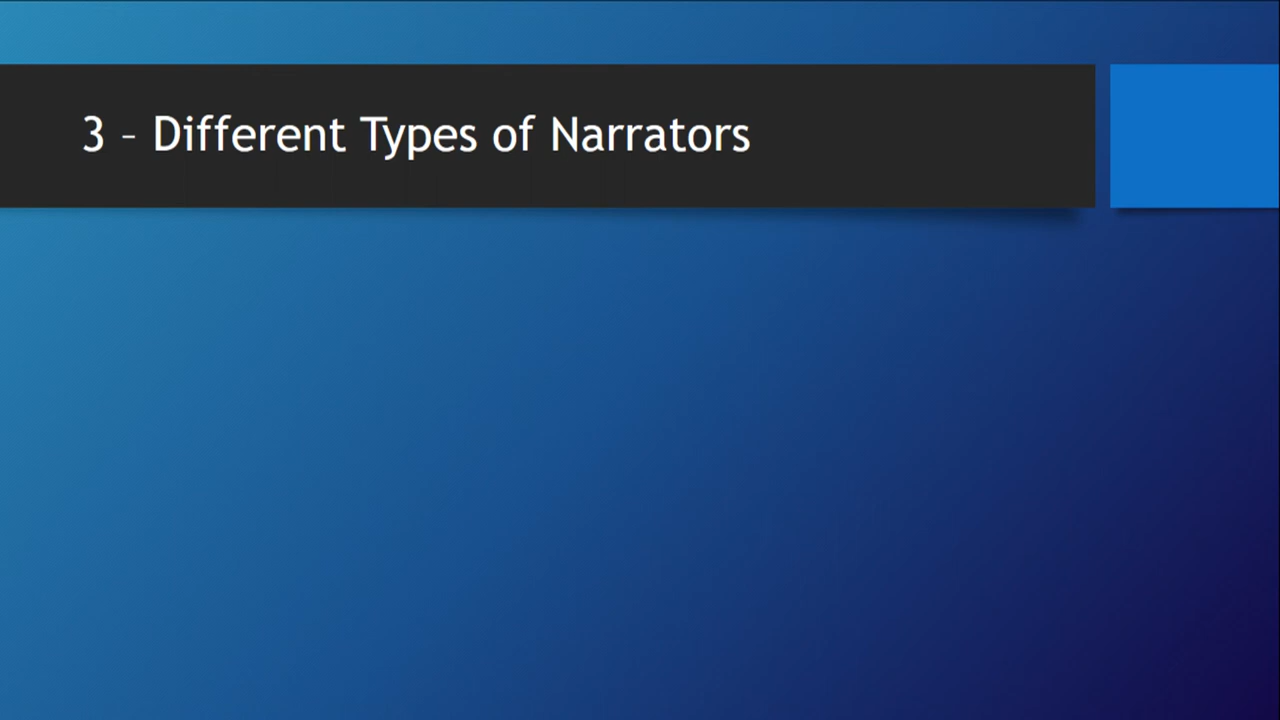 3 – Different Types of Narrators